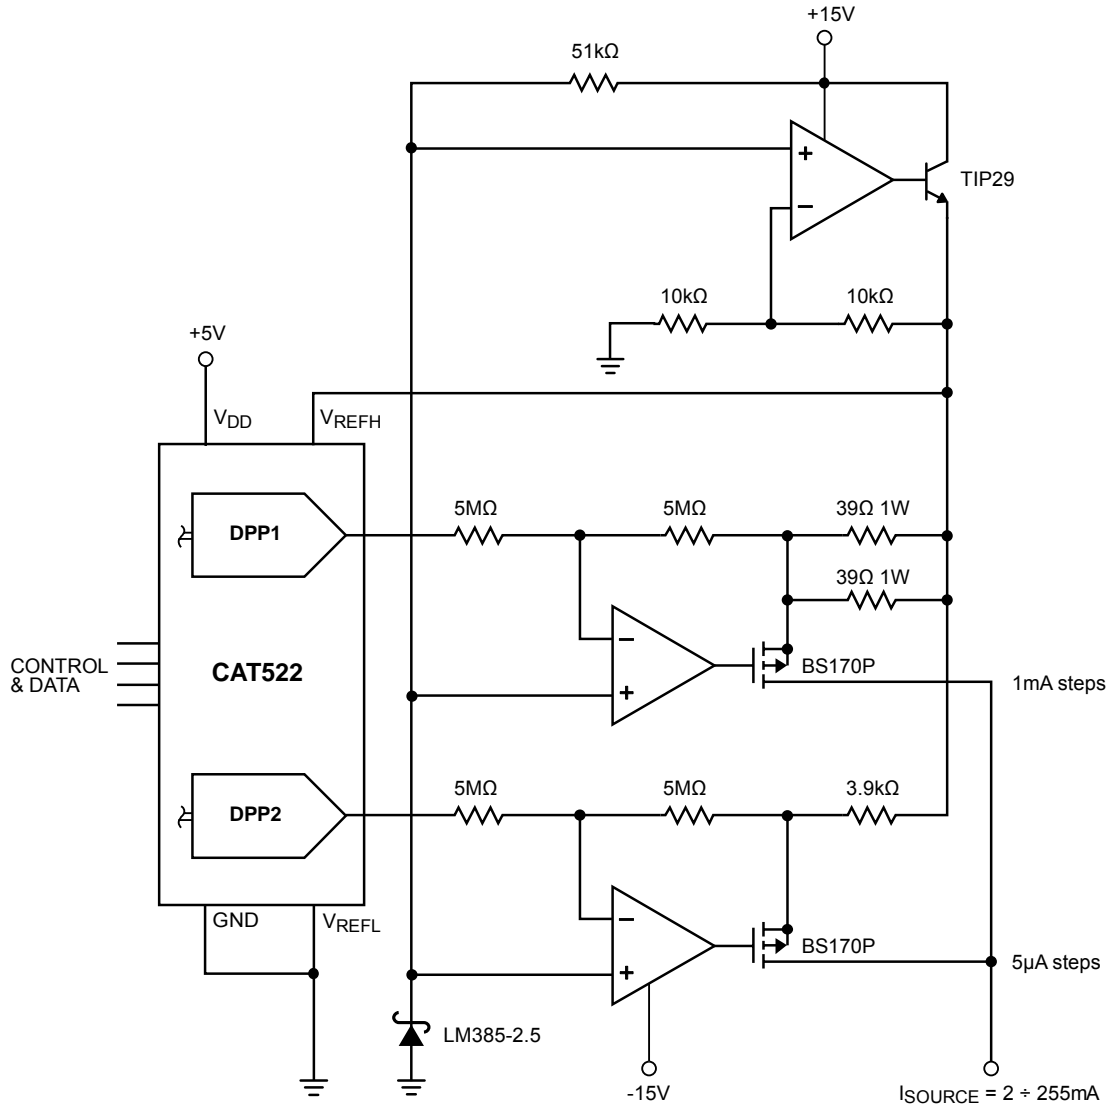 +15V
51kΩ
+
−
TIP29
10kΩ
10kΩ
+5V
VDD
VREFH
DPP1
5MΩ
5MΩ
39Ω 1W
39Ω 1W
−
+
BS170P
1mA steps
CONTROL
& DATA
CAT522
DPP2
5MΩ
5MΩ
3.9kΩ
−
+
BS170P
5µA steps
GND
VREFL
LM385-2.5
-15V
ISOURCE = 2 ÷ 255mA